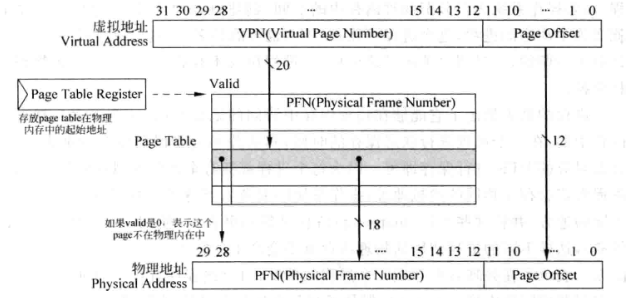 31 30 29 28 ... 15 14 13 12 11 10 ... 0
虚拟地址
Virtual Address
VPN(Virtual Page Number)
Page Offset
20
Valid
Page Table Register
PFN(Physical Frame Number)
存放page table在物理
内存中的起始地址
Page Table
12
如果valid是0，表示这个
page不在物理内在中
18
29 28 ... 15 14 13 12 11 10 ... 0
物理地址
Physical Address
PFN(Physical Frame Number)
Page Offset